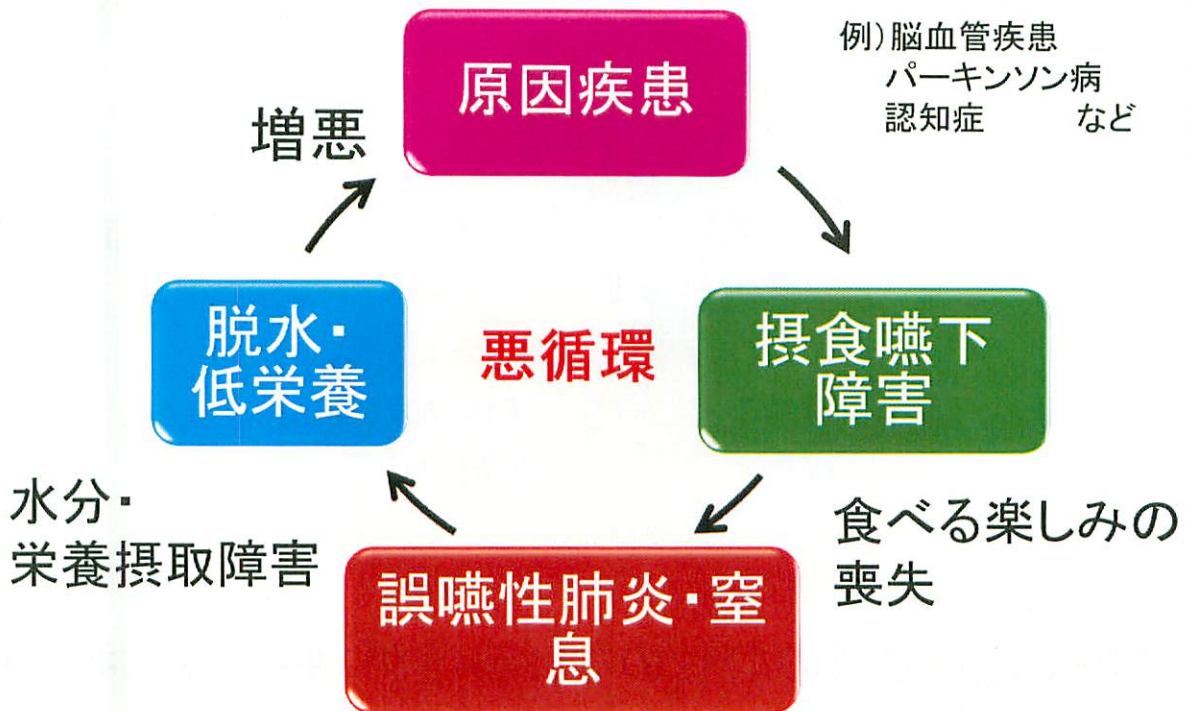 原因疾患
例）脳血管疾患
パーキンソン病
認知症　　　など
増悪
脱水・
低栄養
悪循環
摂食嚥下
障害
水分・
栄養摂取障害
食べる楽しみの
喪失
誤嚥性肺炎・窒
息